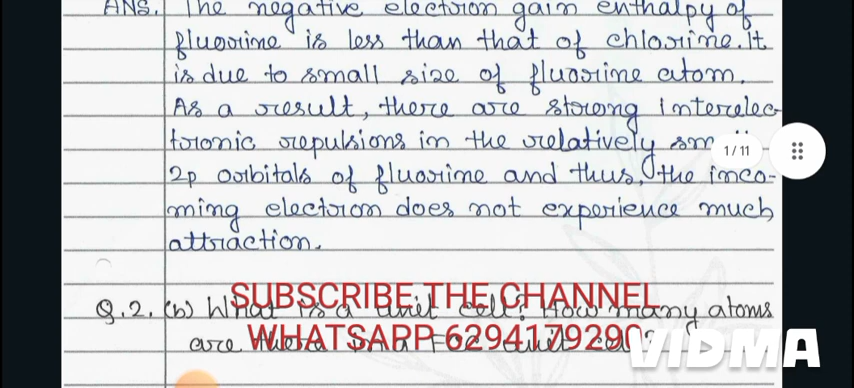 ANS. The negative electron gain enthalpy of
fluorine is less than that of chlorine. It
is due to small size of fluorine atom.
As a result, there are strong interelec-
tronic repulsions in the relatively
1 / 11
2p orbitals of fluorine and thus, the inco-
ming electron does not experience much
attraction.
SUBSCRIBE THE CHANNEL
Q.2. (b) What is a unit cell? How many atoms
WHATSAPP 6294179290
are unit
VIDMA